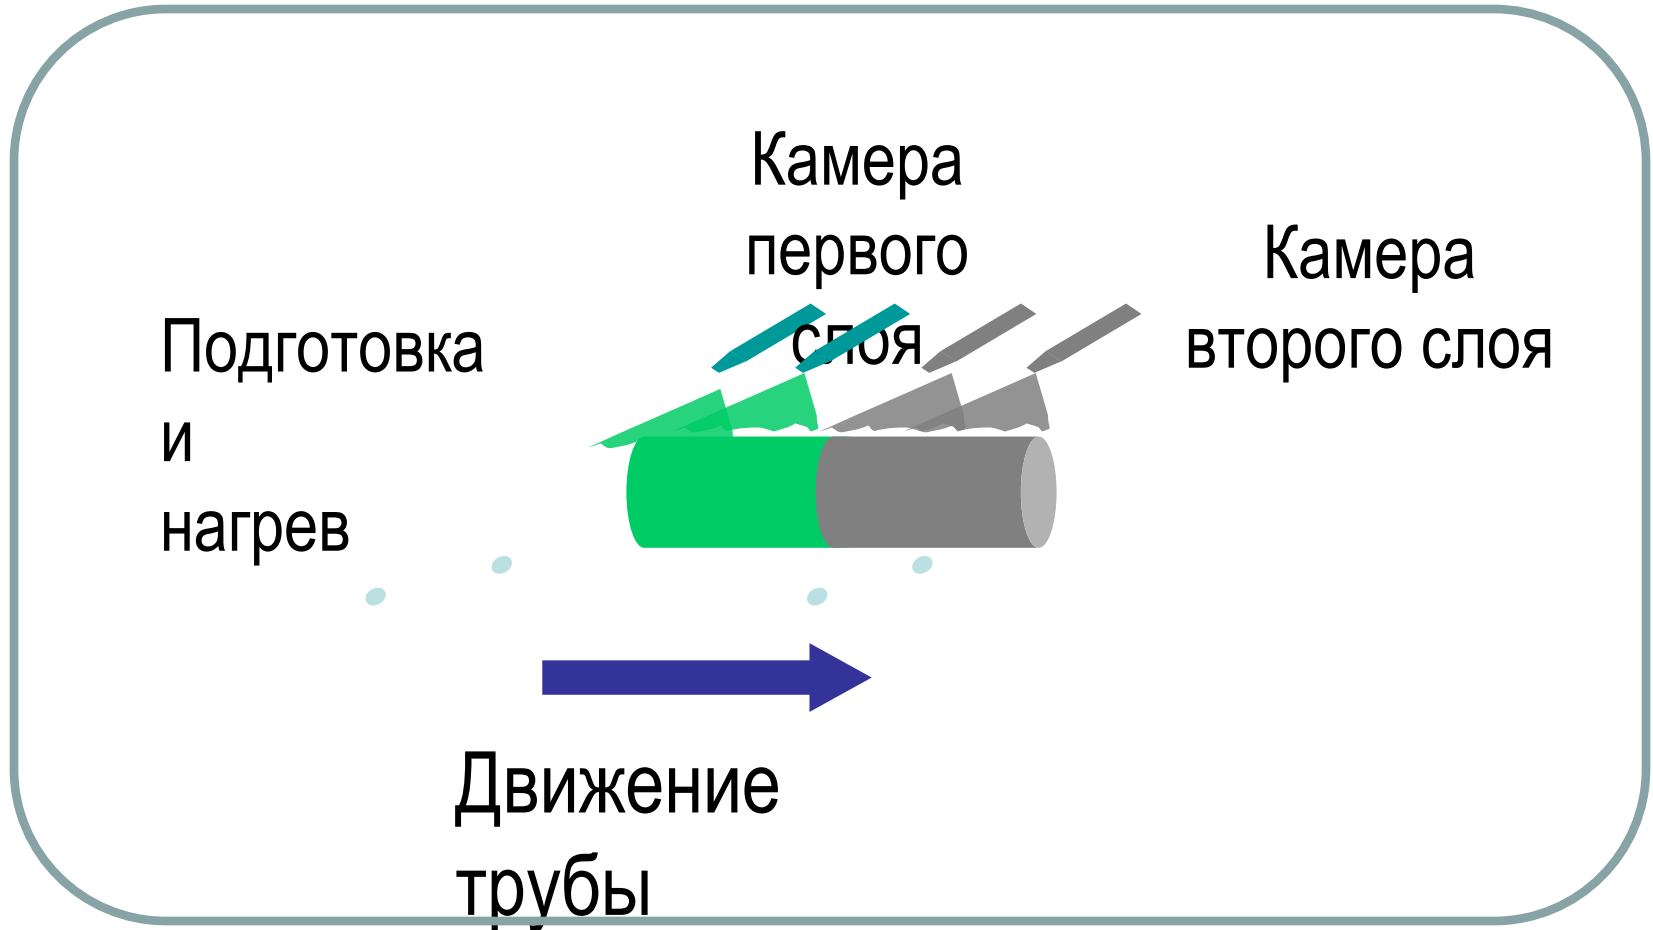 Камера
первого
слоя
Камера
второго слоя
Подготовка
и
нагрев
Движение
трубы